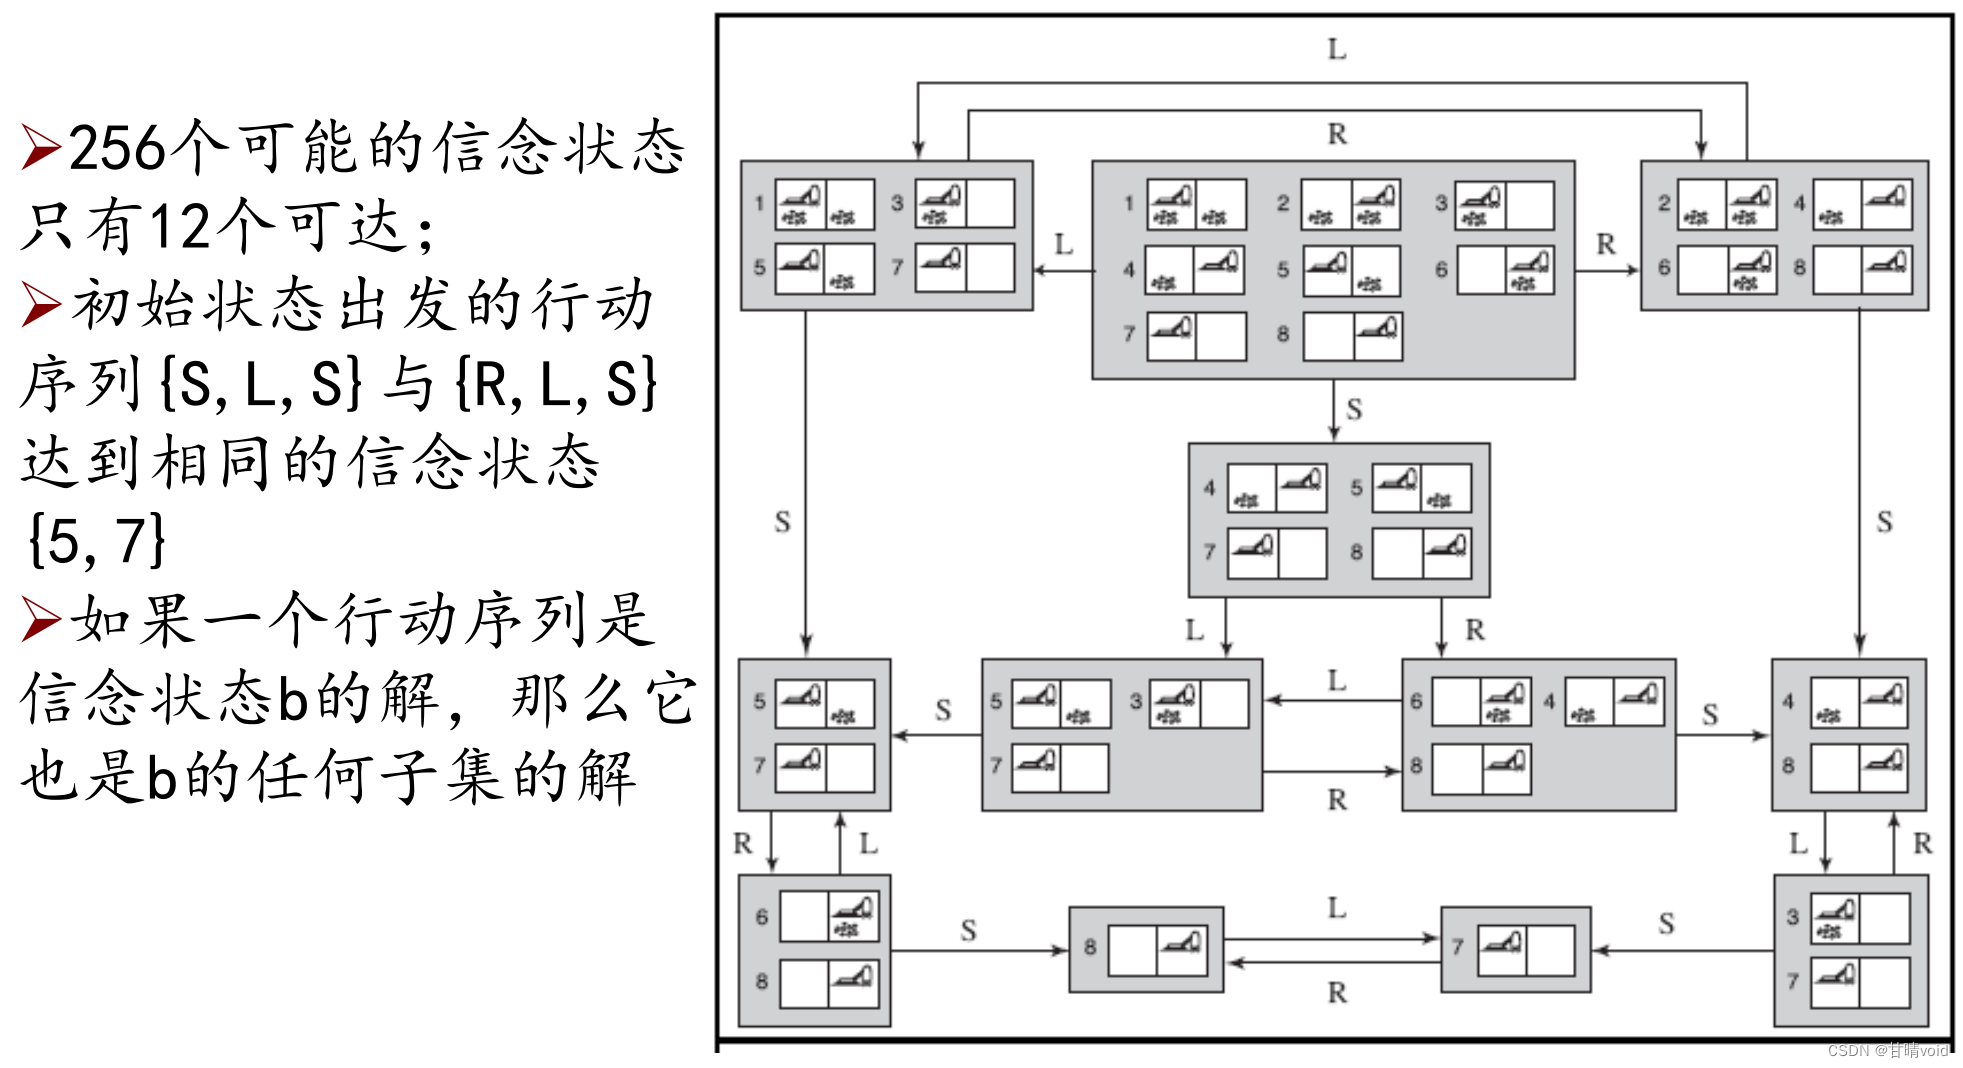 ➢256个可能的信念状态
只有12个可达；
➢初始状态出发的行动
序列{S,L,S}与{R,L,S}
达到相同的信念状态
{5,7}
➢如果一个行动序列是
信念状态b的解，那么它
也是b的任何子集的解
L
R
1 3
5 7
L
1 2 3
4 5 6
7 8
R
2 4
6 8
S
4 5
7 8
S
S
L R
5
7
S
5 3
7
L
R
6 4
8
S
4
8
R L
L R
6
8
S
8
L
R
7
S
3
7
CSDN @甘晴void